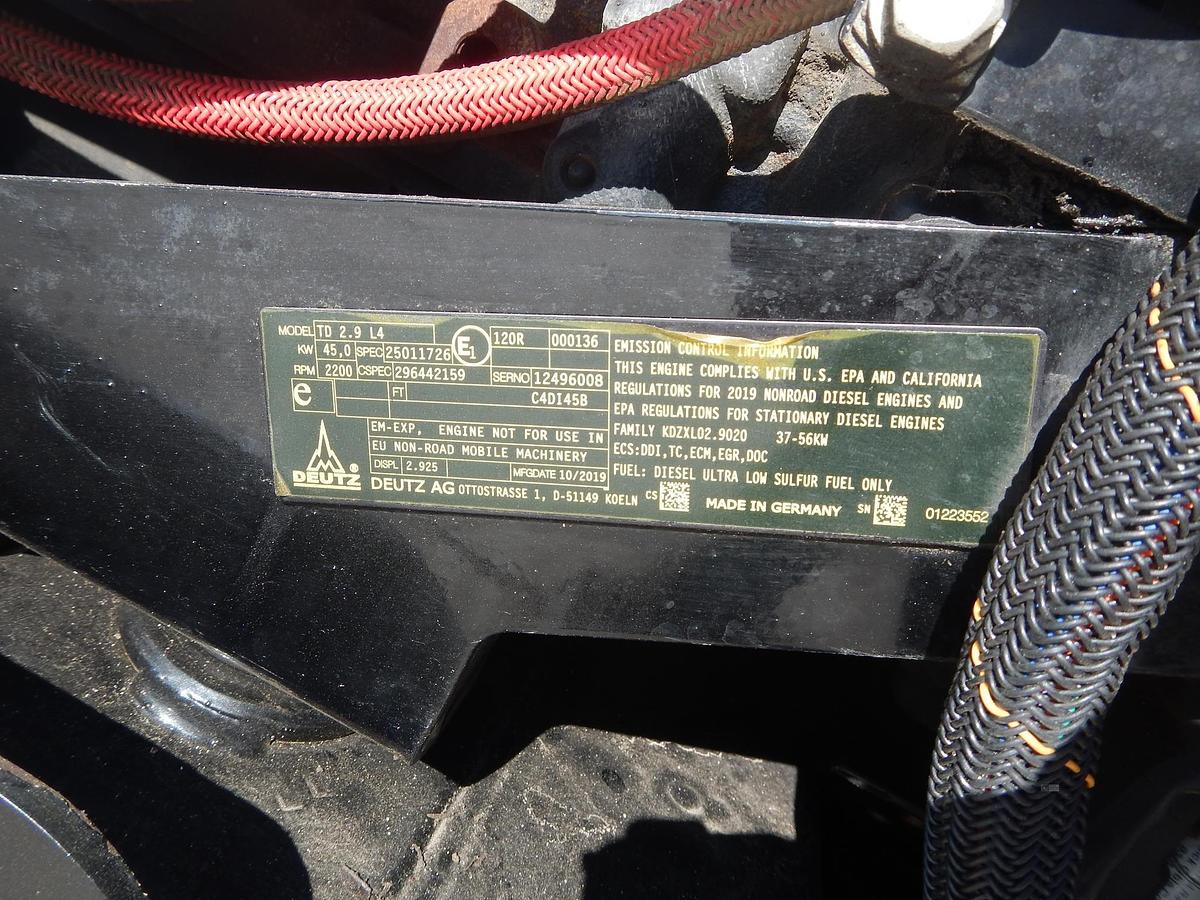 MODEL TD 2.9 L4
KW 45,0 SPEC 25011726 E1 120R 000136
RPM 2200 CSPEC 296442159 SERNO 12496008
e FT C4DI45B
EM-EXP, ENGINE NOT FOR USE IN
EU NON-ROAD MOBILE MACHINERY
DISPL 2.925 MFGDATE 10/2019
DEUTZ ®
DEUTZ AG OTTOSTRASSE 1, D-51149 KOELN
EMISSION CONTROL INFORMATION
THIS ENGINE COMPLIES WITH U.S. EPA AND CALIFORNIA
REGULATIONS FOR 2019 NONROAD DIESEL ENGINES AND
EPA REGULATIONS FOR STATIONARY DIESEL ENGINES
FAMILY KDZXL02.9020 37-56KW
ECS:DDI,TC,ECM,EGR,DOC
FUEL: DIESEL ULTRA LOW SULFUR FUEL ONLY
CS MADE IN GERMANY SN 01223552